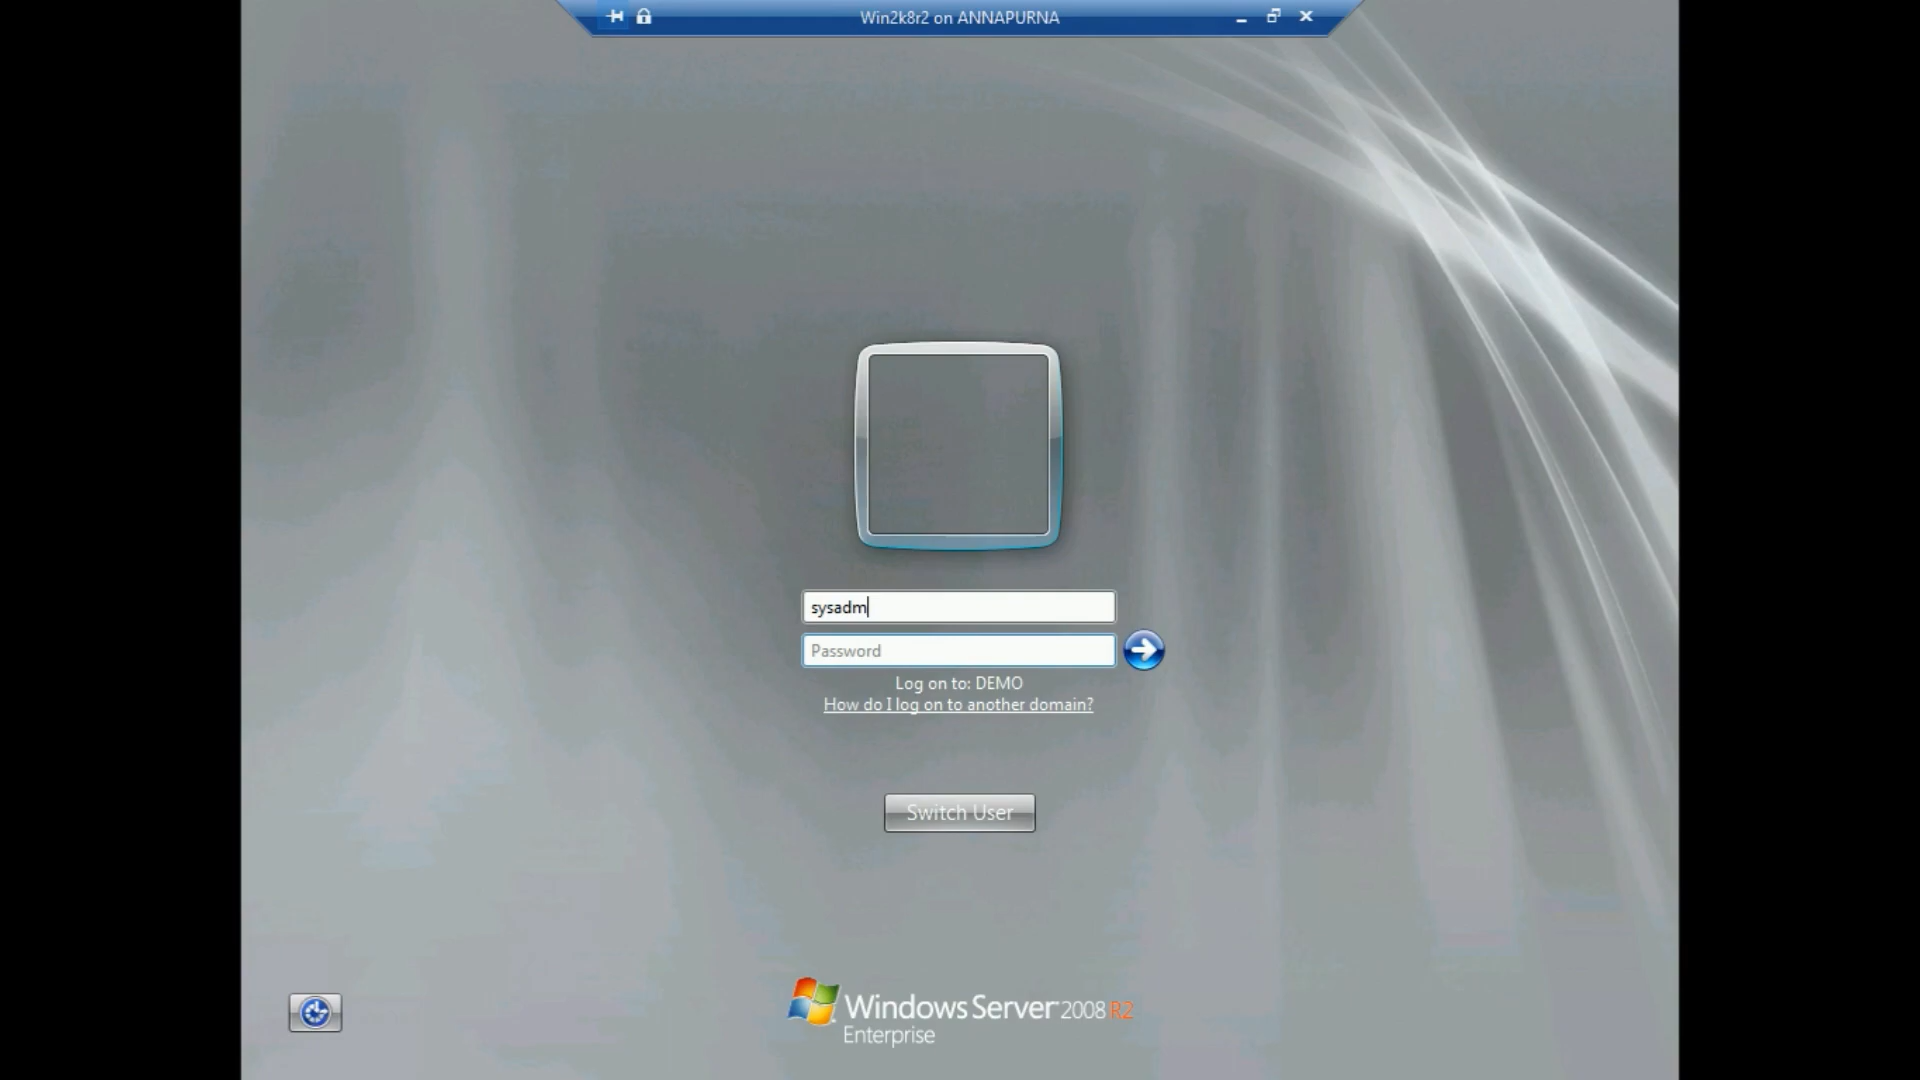 Win2k8r2 on ANNAPURNA
sysadm
Password
Log on to: DEMO
How do I log on to another domain?
Switch User
Windows Server 2008 R2
Enterprise